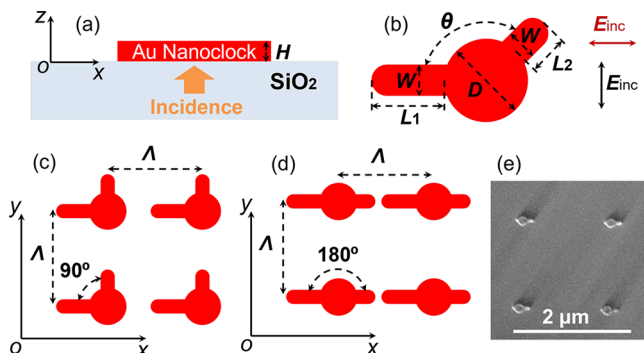 (a)
z
Au Nanoclock
H
o
x
SiO2
Incidence
(b)
θ
W
W
D
L1
L2
Einc
Einc
(c)
Λ
y
Λ
90º
o
x
(d)
Λ
y
Λ
180º
o
x
(e)
2 μm